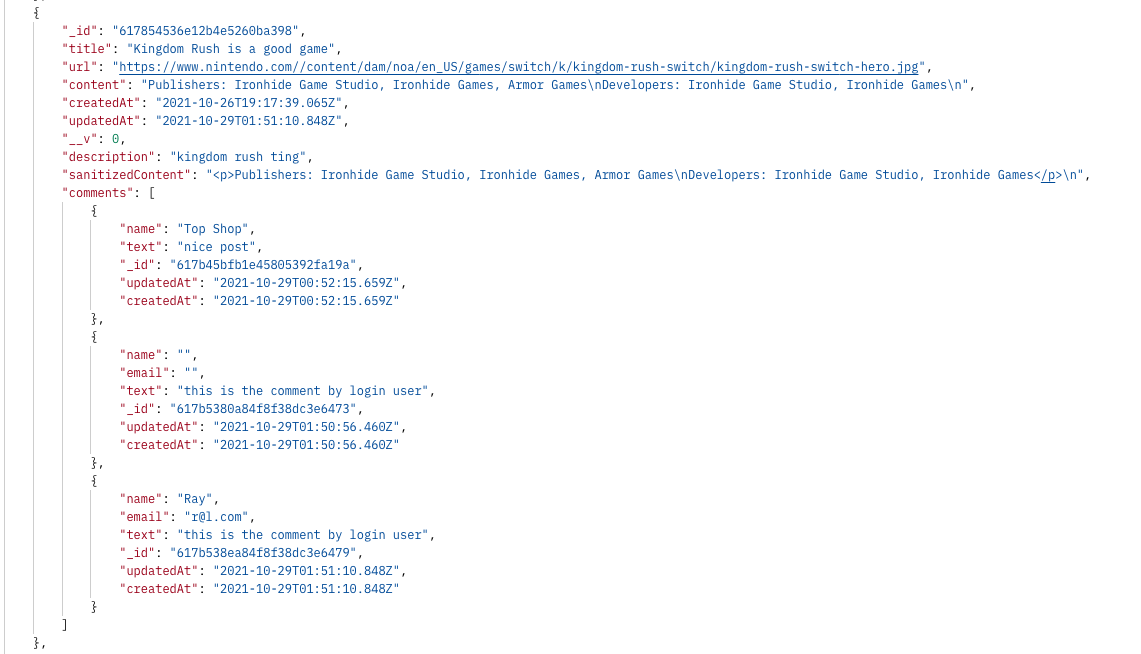 {
"_id": "617854536e12b4e5260ba398",
"title": "Kingdom Rush is a good game",
"url": "https://www.nintendo.com//content/dam/noa/en_US/games/switch/k/kingdom-rush-switch/kingdom-rush-switch-hero.jpg",
"content": "Publishers: Ironhide Game Studio, Ironhide Games, Armor Games\nDevelopers: Ironhide Game Studio, Ironhide Games\n",
"createdAt": "2021-10-26T19:17:39.065Z",
"updatedAt": "2021-10-29T01:51:10.848Z",
"__v": 0,
"description": "kingdom rush ting",
"sanitizedContent": "<p>Publishers: Ironhide Game Studio, Ironhide Games, Armor Games\nDevelopers: Ironhide Game Studio, Ironhide Games</p>\n",
"comments": [
{
"name": "Top Shop",
"text": "nice post",
"_id": "617b45bfb1e45805392fa19a",
"updatedAt": "2021-10-29T00:52:15.659Z",
"createdAt": "2021-10-29T00:52:15.659Z"
},
{
"name": "",
"email": "",
"text": "this is the comment by login user",
"_id": "617b5380a84f8f38dc3e6473",
"updatedAt": "2021-10-29T01:50:56.460Z",
"createdAt": "2021-10-29T01:50:56.460Z"
},
{
"name": "Ray",
"email": "r@l.com",
"text": "this is the comment by login user",
"_id": "617b538ea84f8f38dc3e6479",
"updatedAt": "2021-10-29T01:51:10.848Z",
"createdAt": "2021-10-29T01:51:10.848Z"
}
]
},